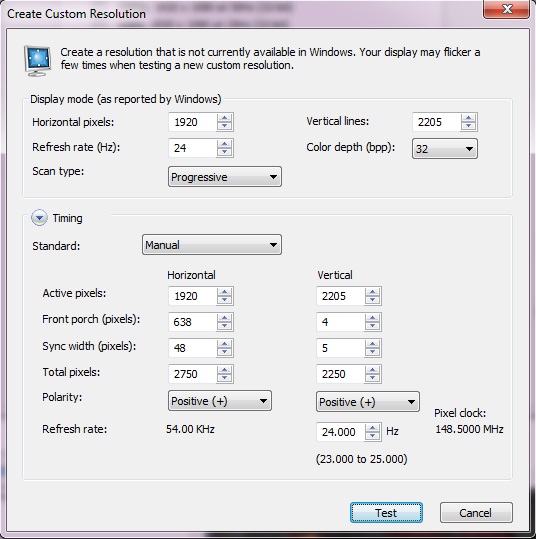 Create Custom Resolution
Create a resolution that is not currently available in Windows. Your display may flicker a
few times when testing a new custom resolution.
Display mode (as reported by Windows)
Horizontal pixels: 1920 Vertical lines: 2205
Refresh rate (Hz): 24 Color depth (bpp): 32
Scan type: Progressive
Timing
Standard: Manual
Horizontal Vertical
Active pixels: 1920 2205
Front porch (pixels): 638 4
Sync width (pixels): 48 5
Total pixels: 2750 2250
Polarity: Positive (+) Positive (+)
Pixel clock:
Refresh rate: 54.00 KHz 24.000 Hz 148.5000 MHz
(23.000 to 25.000)
Test Cancel